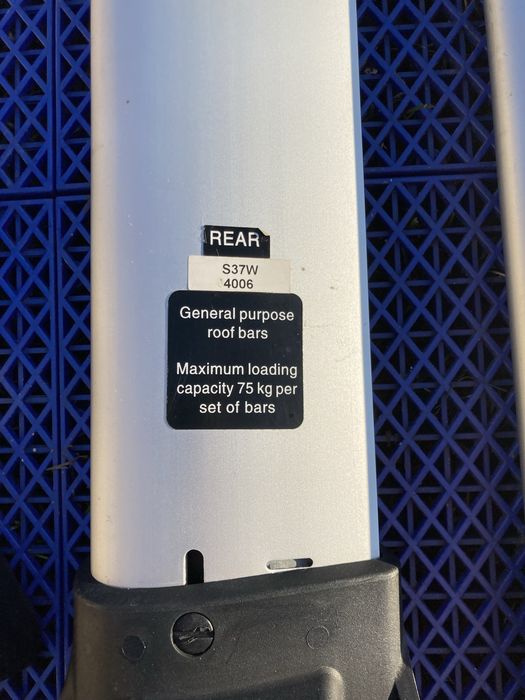 REAR
S37W
4006
General purpose
roof bars
Maximum loading
capacity 75 kg per
set of bars